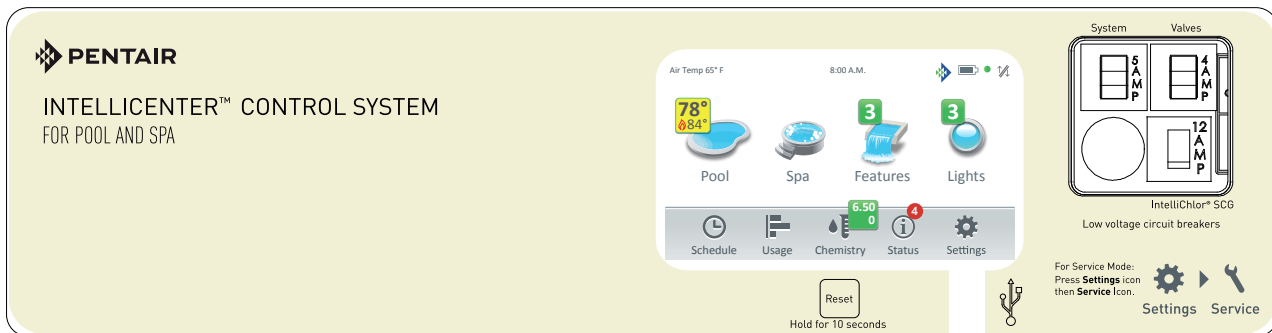 PENTAIR
INTELLICENTER™ CONTROL SYSTEM
FOR POOL AND SPA
Air Temp 65° F
8:00 A.M.
78°
84°
3
3
Pool
Spa
Features
Lights
6.50
0
4
Schedule
Usage
Chemistry
Status
Settings
Reset
Hold for 10 seconds
System
Valves
5 AMP
4 AMP
12 AMP
IntelliChlor® SCG
Low voltage circuit breakers
For Service Mode:
Press Settings icon
then Service Icon.
Settings
Service